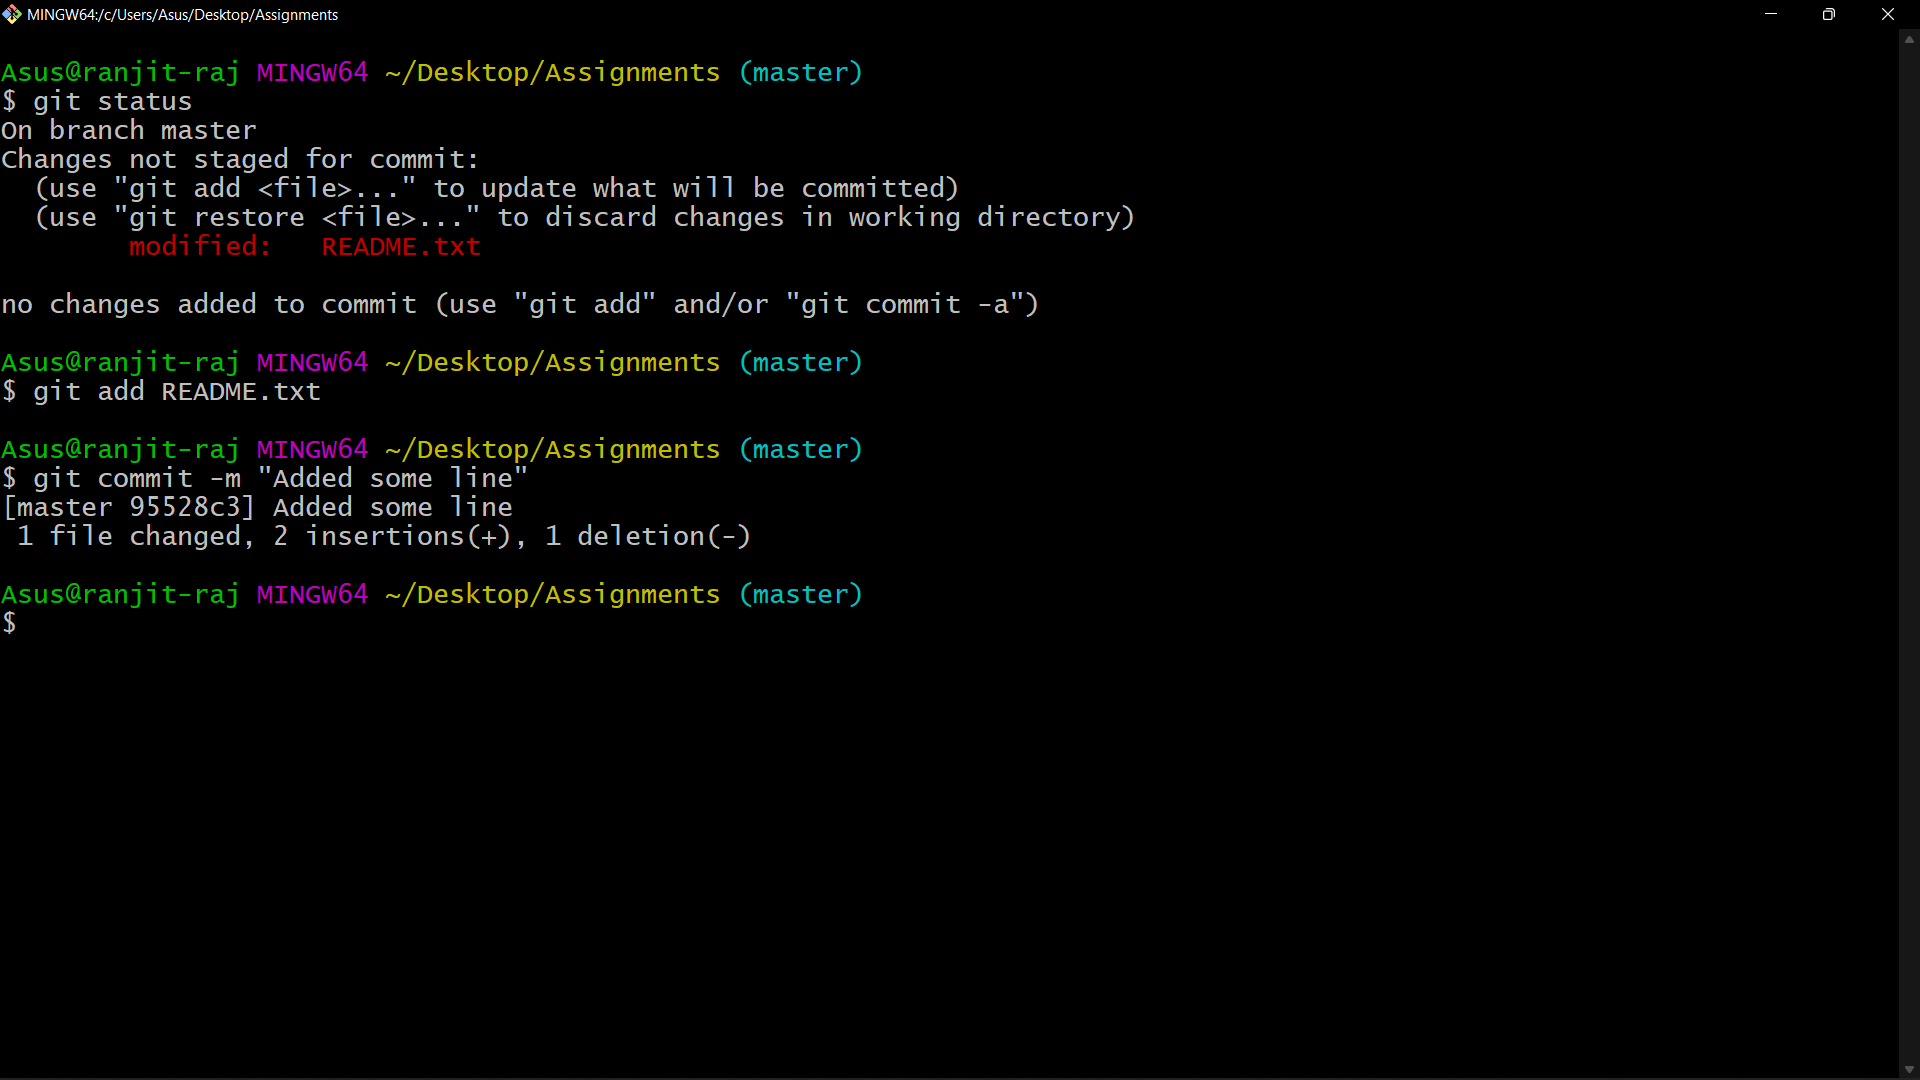 MINGW64:/c/Users/Asus/Desktop/Assignments
Asus@ranjit-raj MINGW64 ~/Desktop/Assignments (master)
$ git status
On branch master
Changes not staged for commit:
  (use "git add <file>..." to update what will be committed)
  (use "git restore <file>..." to discard changes in working directory)
        modified:   README.txt
no changes added to commit (use "git add" and/or "git commit -a")
Asus@ranjit-raj MINGW64 ~/Desktop/Assignments (master)
$ git add README.txt
Asus@ranjit-raj MINGW64 ~/Desktop/Assignments (master)
$ git commit -m "Added some line"
[master 95528c3] Added some line
 1 file changed, 2 insertions(+), 1 deletion(-)
Asus@ranjit-raj MINGW64 ~/Desktop/Assignments (master)
$